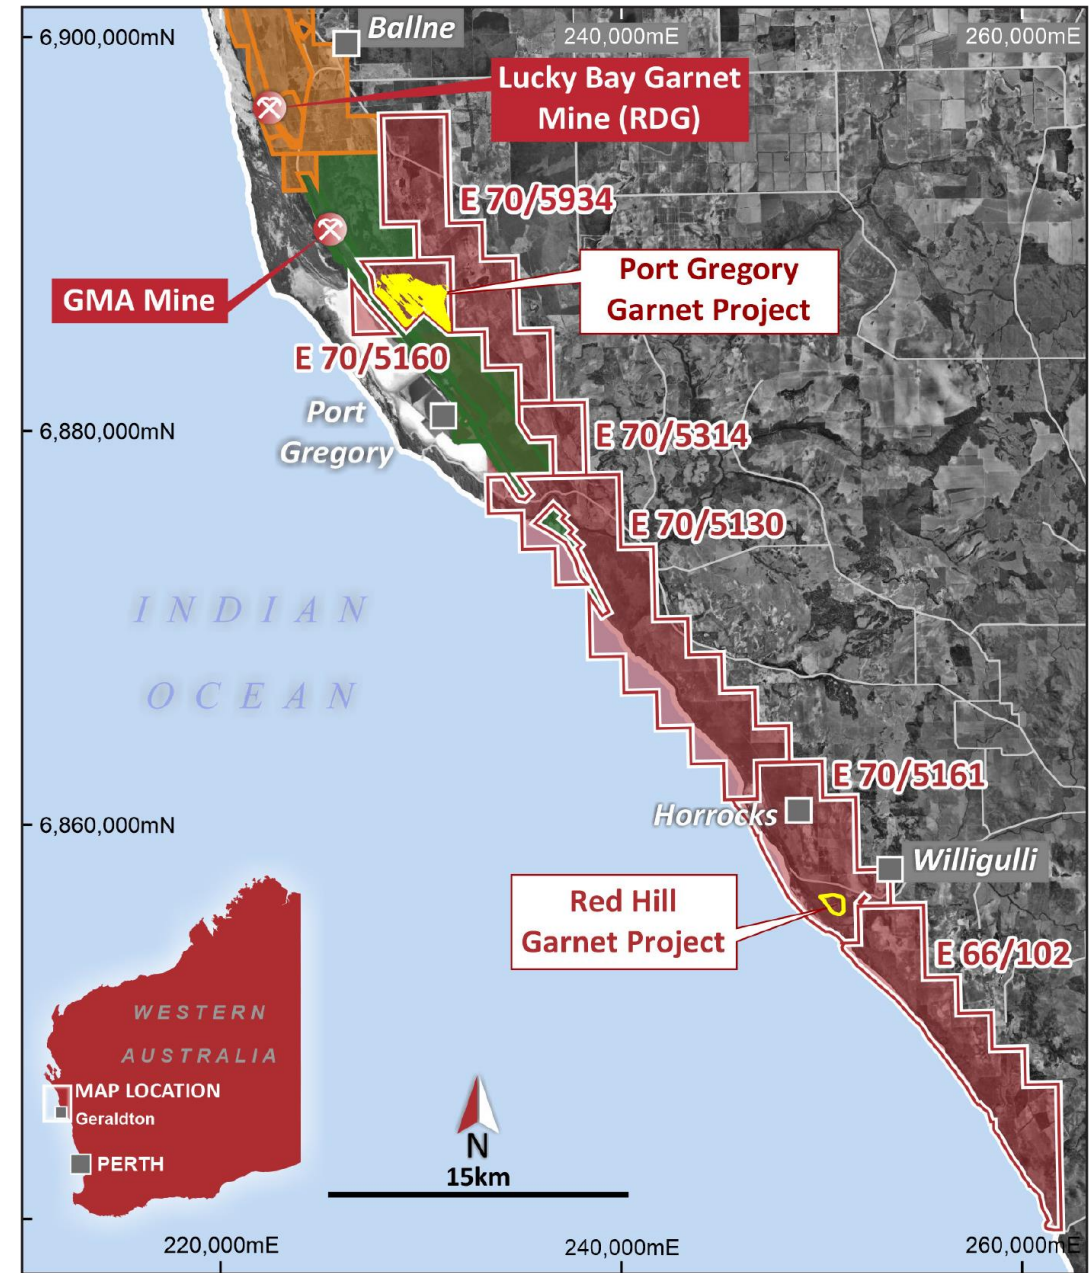 6,900,000mN
Ballne
240,000mE
260,000mE
Lucky Bay Garnet
Mine (RDG)
E 70/5934
Port Gregory
Garnet Project
GMA Mine
E 70/5160
Port
Gregory
6,880,000mN
E 70/5314
E 70/5130
INDIAN
OCEAN
E 70/5161
Horrocks
6,860,000mN
Willigulli
Red Hill
Garnet Project
E 66/102
WESTERN
AUSTRALIA
MAP LOCATION
Geraldton
PERTH
N
15km
220,000mE
240,000mE
260,000mE